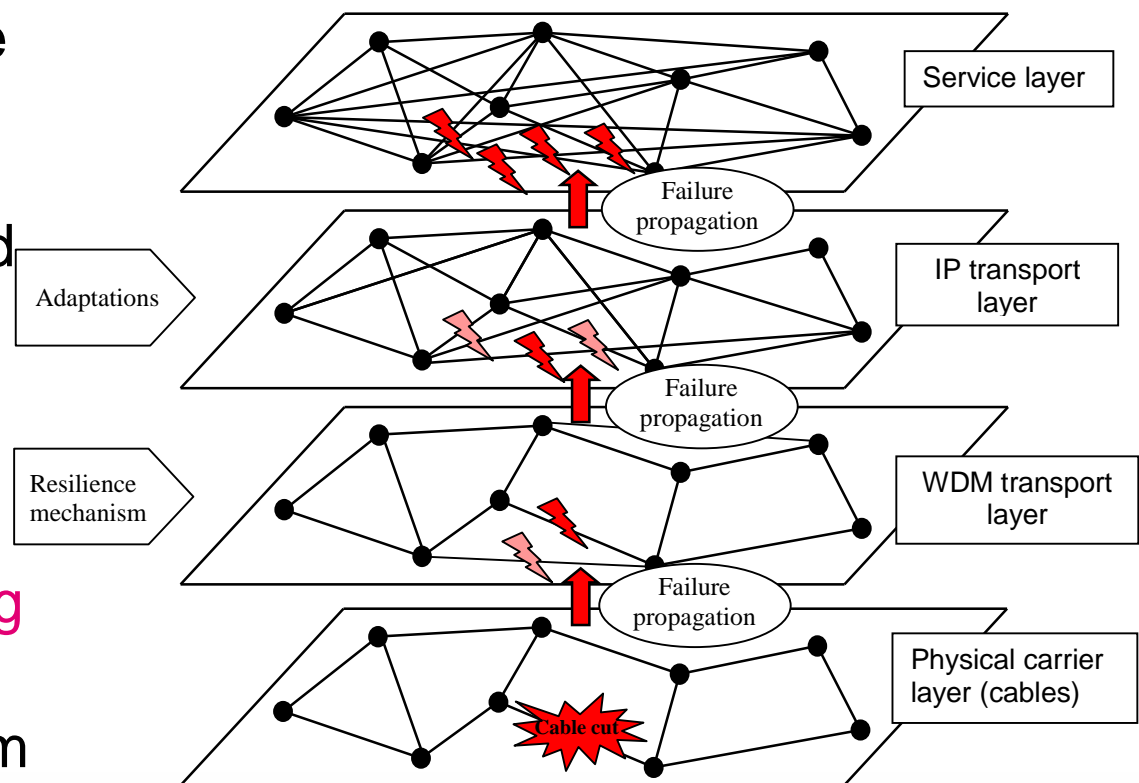 e
Service layer
Failure
propagation
d
Adaptations
IP transport
layer
Failure
propagation
Resilience
mechanism
WDM transport
layer
g
Failure
propagation
Physical carrier
layer (cables)
Cable cut
m